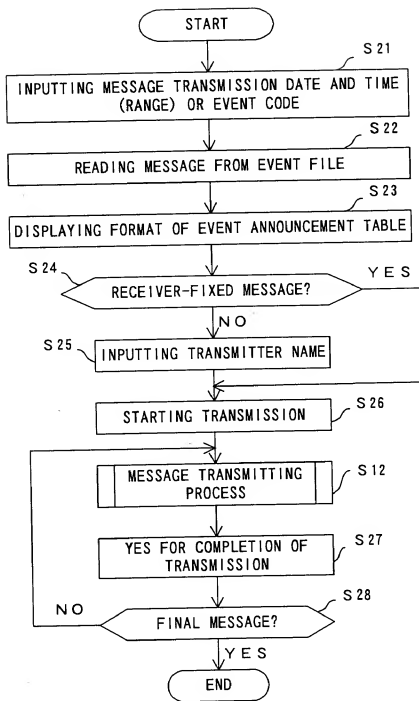 START
S21
INPUTTING MESSAGE TRANSMISSION DATE AND TIME
(RANGE) OR EVENT CODE
S22
READING MESSAGE FROM EVENT FILE
S23
DISPLAYING FORMAT OF EVENT ANNOUNCEMENT TABLE
S24
RECEIVER-FIXED MESSAGE?
YES
NO
S25
INPUTTING TRANSMITTER NAME
STARTING TRANSMISSION
S26
MESSAGE TRANSMITTING
PROCESS
S12
YES FOR COMPLETION OF
TRANSMISSION
S27
NO
FINAL MESSAGE?
S28
YES
END